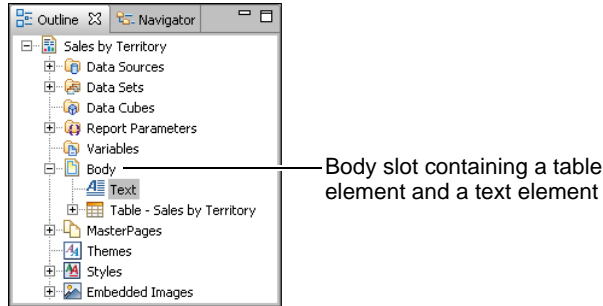 Outline Navigator
Sales by Territory
Data Sources
Data Sets
Data Cubes
Report Parameters
Variables
Body
Text
Table - Sales by Territory
MasterPages
Themes
Styles
Embedded Images
Body slot containing a table
element and a text element